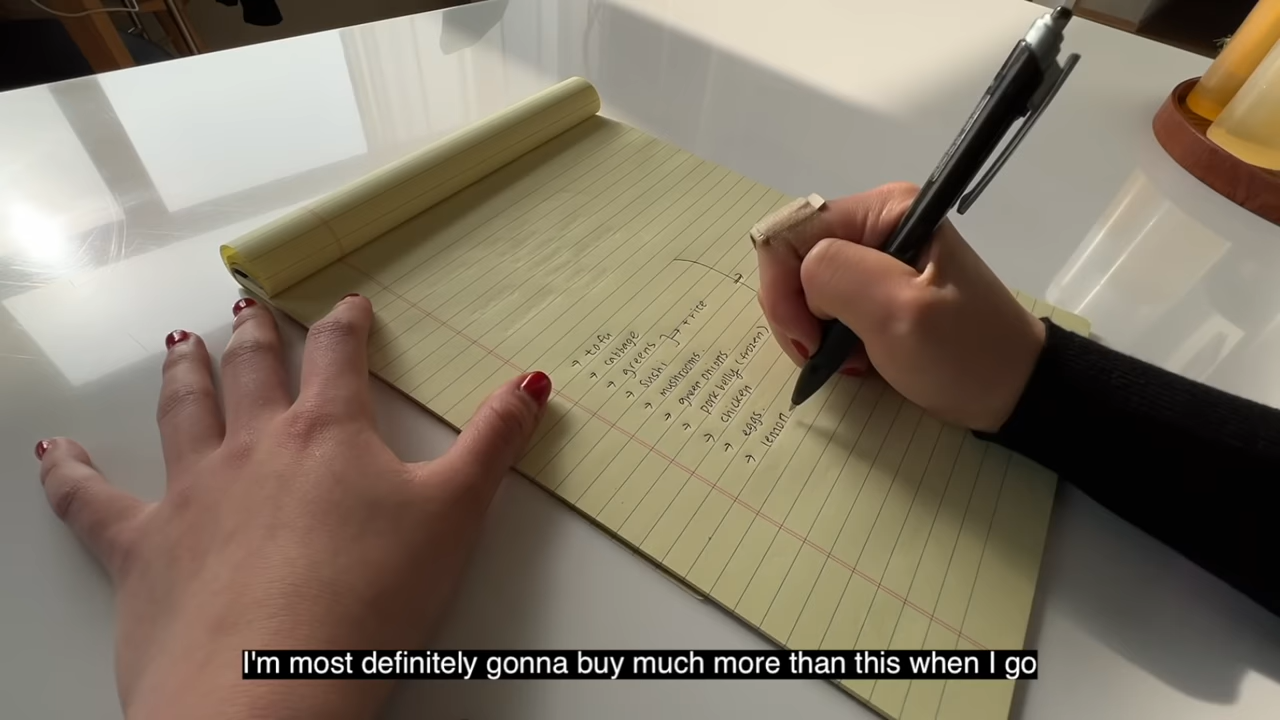 → tofu
→ cabbage
→ greens } → + rice
→ sushi
→ mushrooms.
→ green onions.
→ pork belly (frozen)
→ chicken
→ eggs.
→ lemon
I'm most definitely gonna buy much more than this when I go